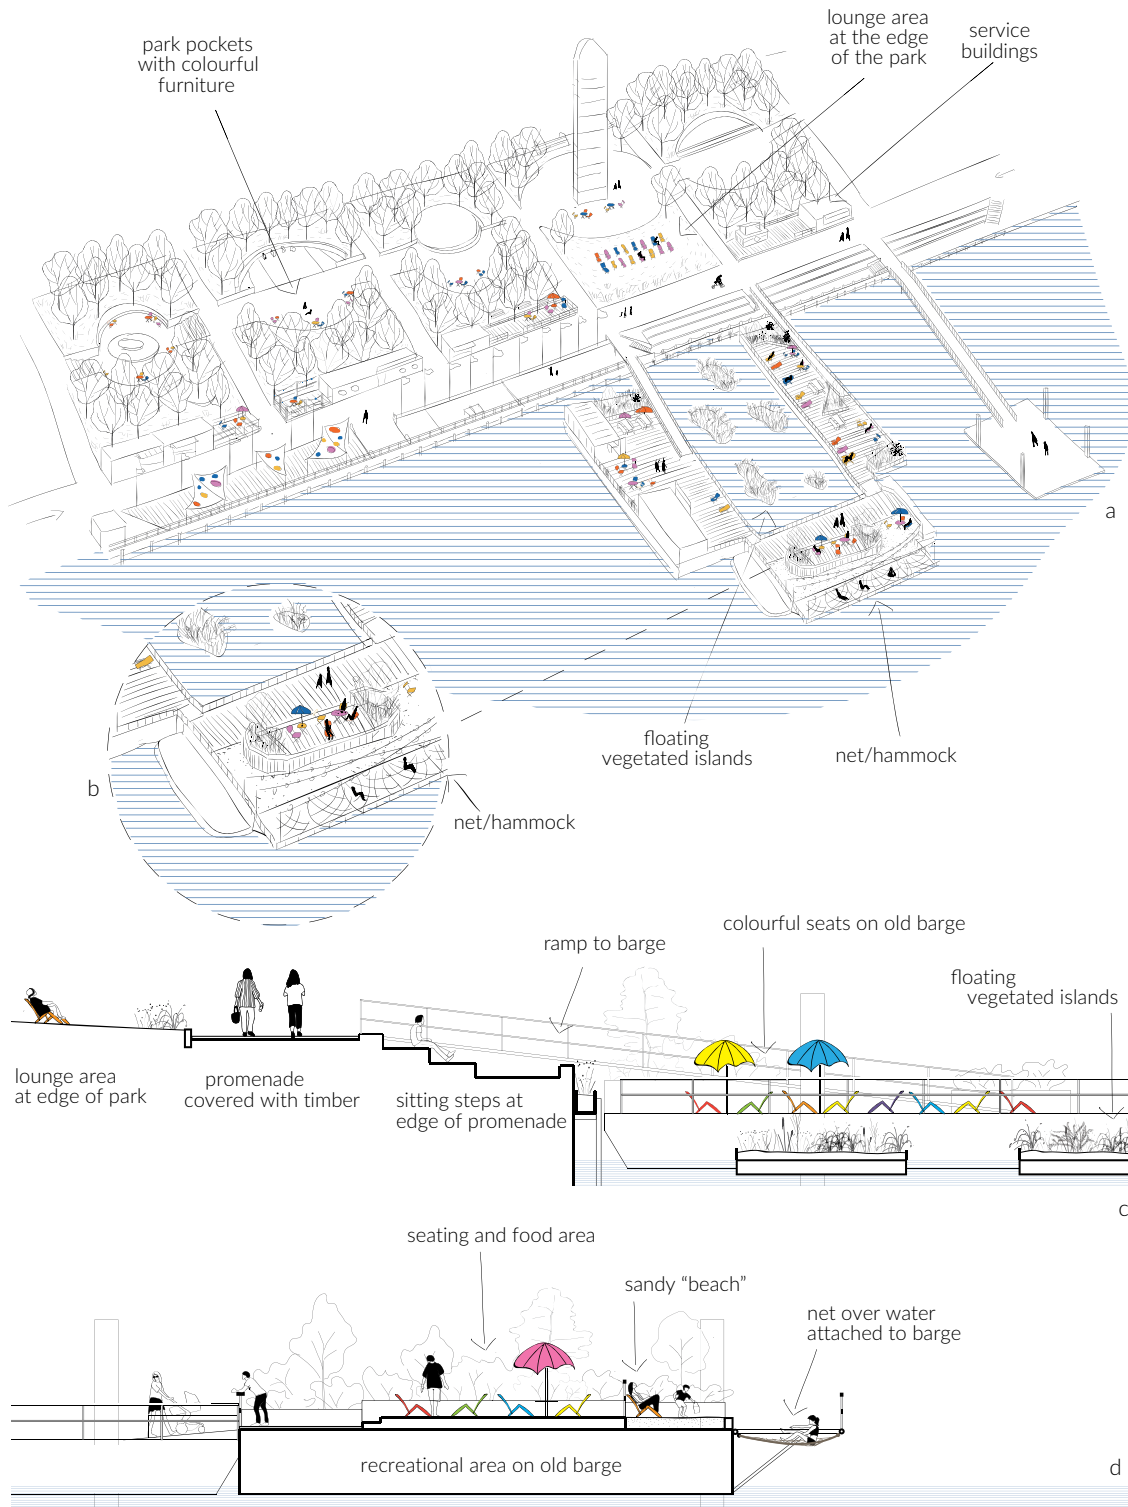 lounge area
at the edge
of the park
service
buildings
park pockets
with colourful
furniture
a
floating
vegetated islands
net/hammock
b
net/hammock
colourful seats on old barge
ramp to barge
floating
vegetated islands
lounge area
at edge of park
promenade
covered with timber
sitting steps at
edge of promenade
c
seating and food area
sandy “beach”
net over water
attached to barge
recreational area on old barge
d